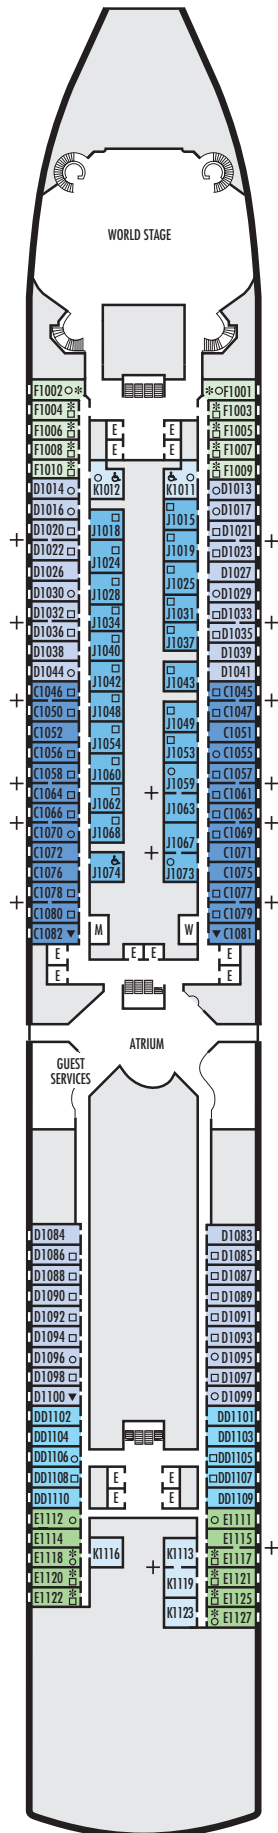 WORLD STAGE
F1002 F1001
F1004 F1003
E E
F1006 F1005
F1008 E E F1007
F1010 F1009
D1014 K1012 K1011 D1013
D1016 J1015 D1017
D1020 J1018 D1021
D1022 J1019 D1023
D1026 J1024 J1025 D1027
D1030 J1028 D1029
D1032 J1034 J1031 D1033
D1036 J1037 D1035
D1038 J1040 D1039
D1044 J1042 J1043 D1041
C1046 C1045
C1050 J1048 J1049 C1047
C1052 C1051
C1056 J1054 J1053 C1055
C1058 J1060 J1059 C1057
C1064 J1062 J1063 C1061
C1066 C1065
C1070 J1068 J1067 C1069
C1072 C1071
C1076 J1074 J1073 C1075
C1078 C1077
C1080 C1079
C1082 M W C1081
E E E E
E E
ATRIUM
GUEST
SERVICES
D1084 D1083
D1086 D1085
D1088 D1087
D1090 D1089
D1092 D1091
D1094 D1093
D1096 D1095
D1098 D1097
D1100 D1099
DD1102 DD1101
DD1104 DD1103
DD1106 DD1105
DD1108 E E DD1107
DD1110 E E DD1109
E1112 E1111
E1114 E1115
E1118 K1116 K1113 E1117
E1120 K1119 E1121
E1122 E1125
K1123 E1127